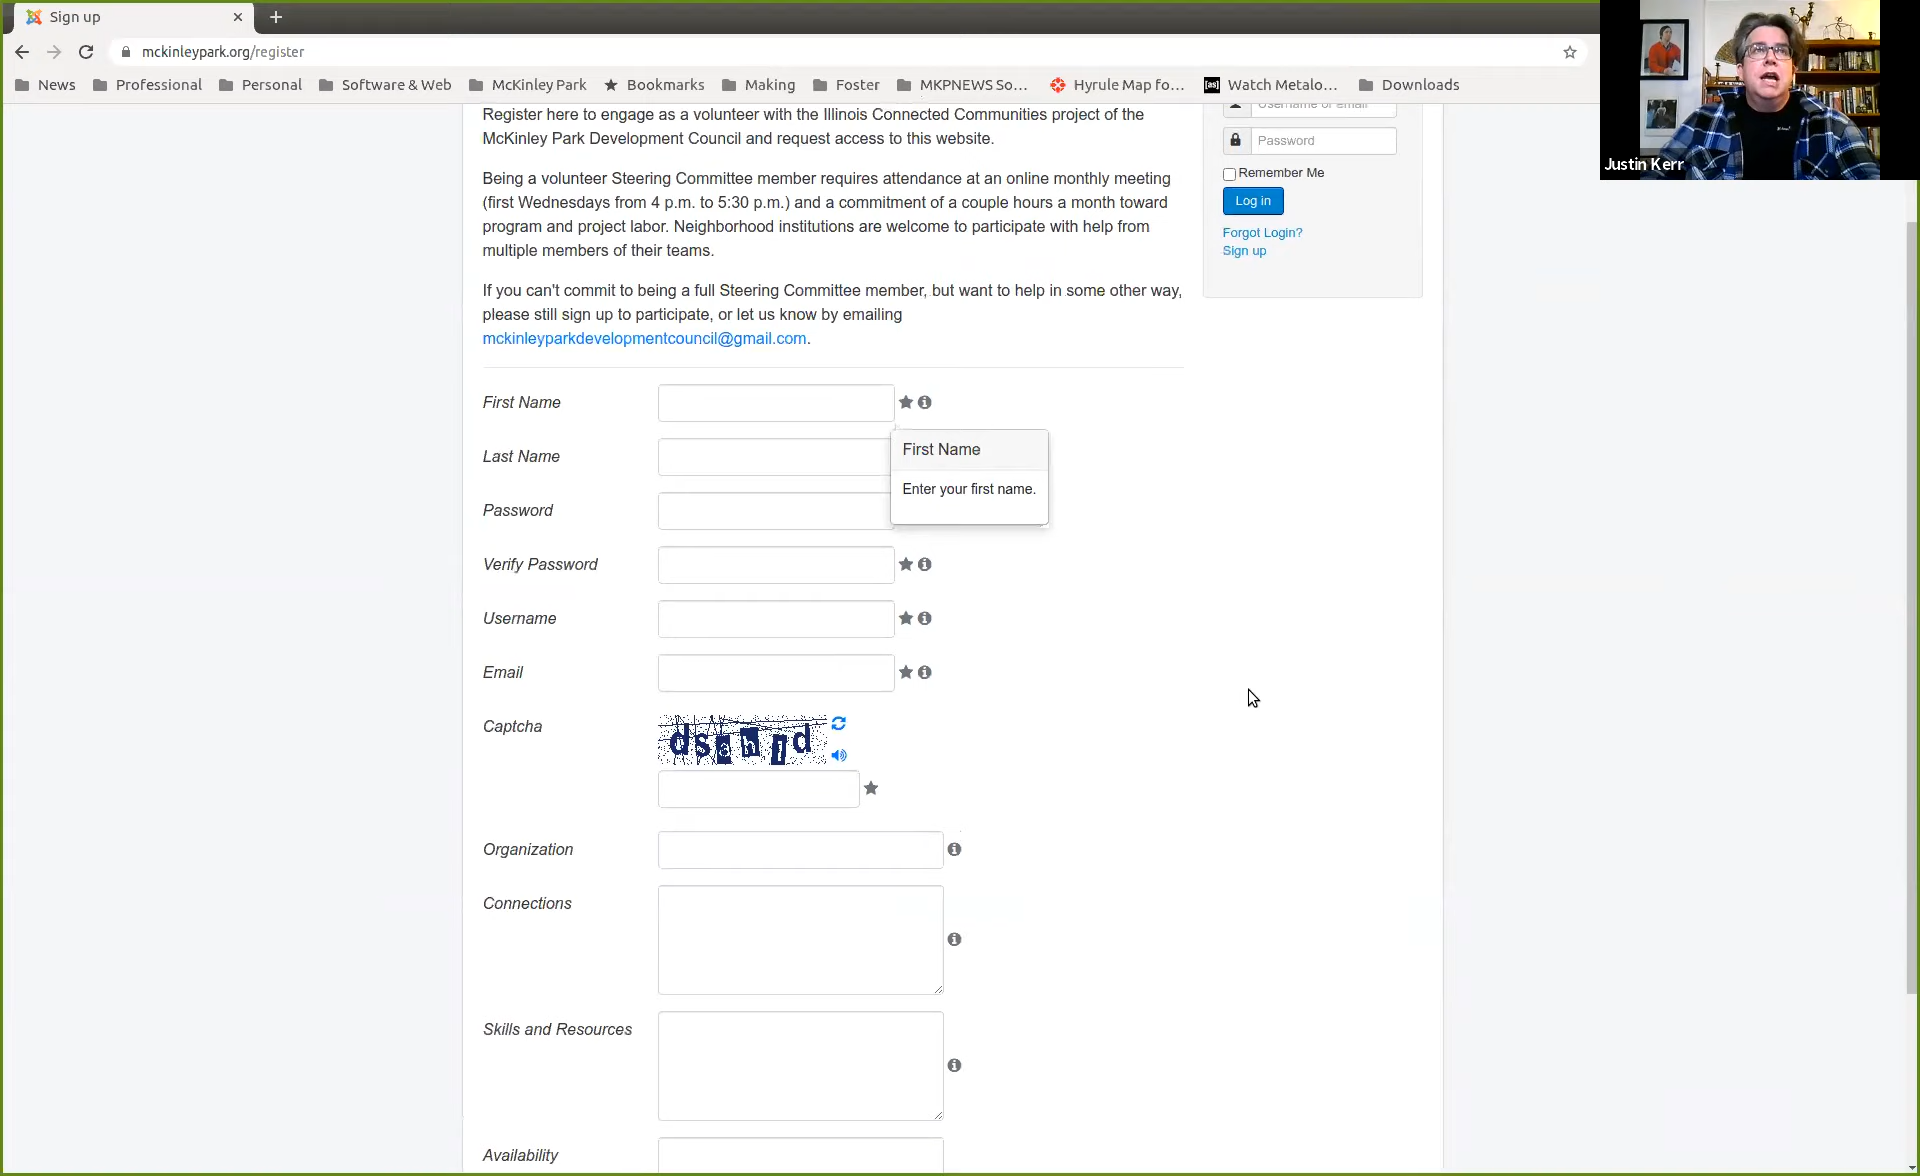 Sign up
mckinleypark.org/register
News Professional Personal Software & Web McKinley Park Bookmarks Making Foster MKPNEWS So... Hyrule Map fo... [as] Watch Metalo... Downloads
Justin Kerr
Register here to engage as a volunteer with the Illinois Connected Communities project of the
McKinley Park Development Council and request access to this website.
Being a volunteer Steering Committee member requires attendance at an online monthly meeting
(first Wednesdays from 4 p.m. to 5:30 p.m.) and a commitment of a couple hours a month toward
program and project labor. Neighborhood institutions are welcome to participate with help from
multiple members of their teams.
If you can't commit to being a full Steering Committee member, but want to help in some other way,
please still sign up to participate, or let us know by emailing
mckinleyparkdevelopmentcouncil@gmail.com.
Username or email
Password
Remember Me
Log in
Forgot Login?
Sign up
First Name
First Name
Enter your first name.
Last Name
Password
Verify Password
Username
Email
Captcha
Organization
Connections
Skills and Resources
Availability